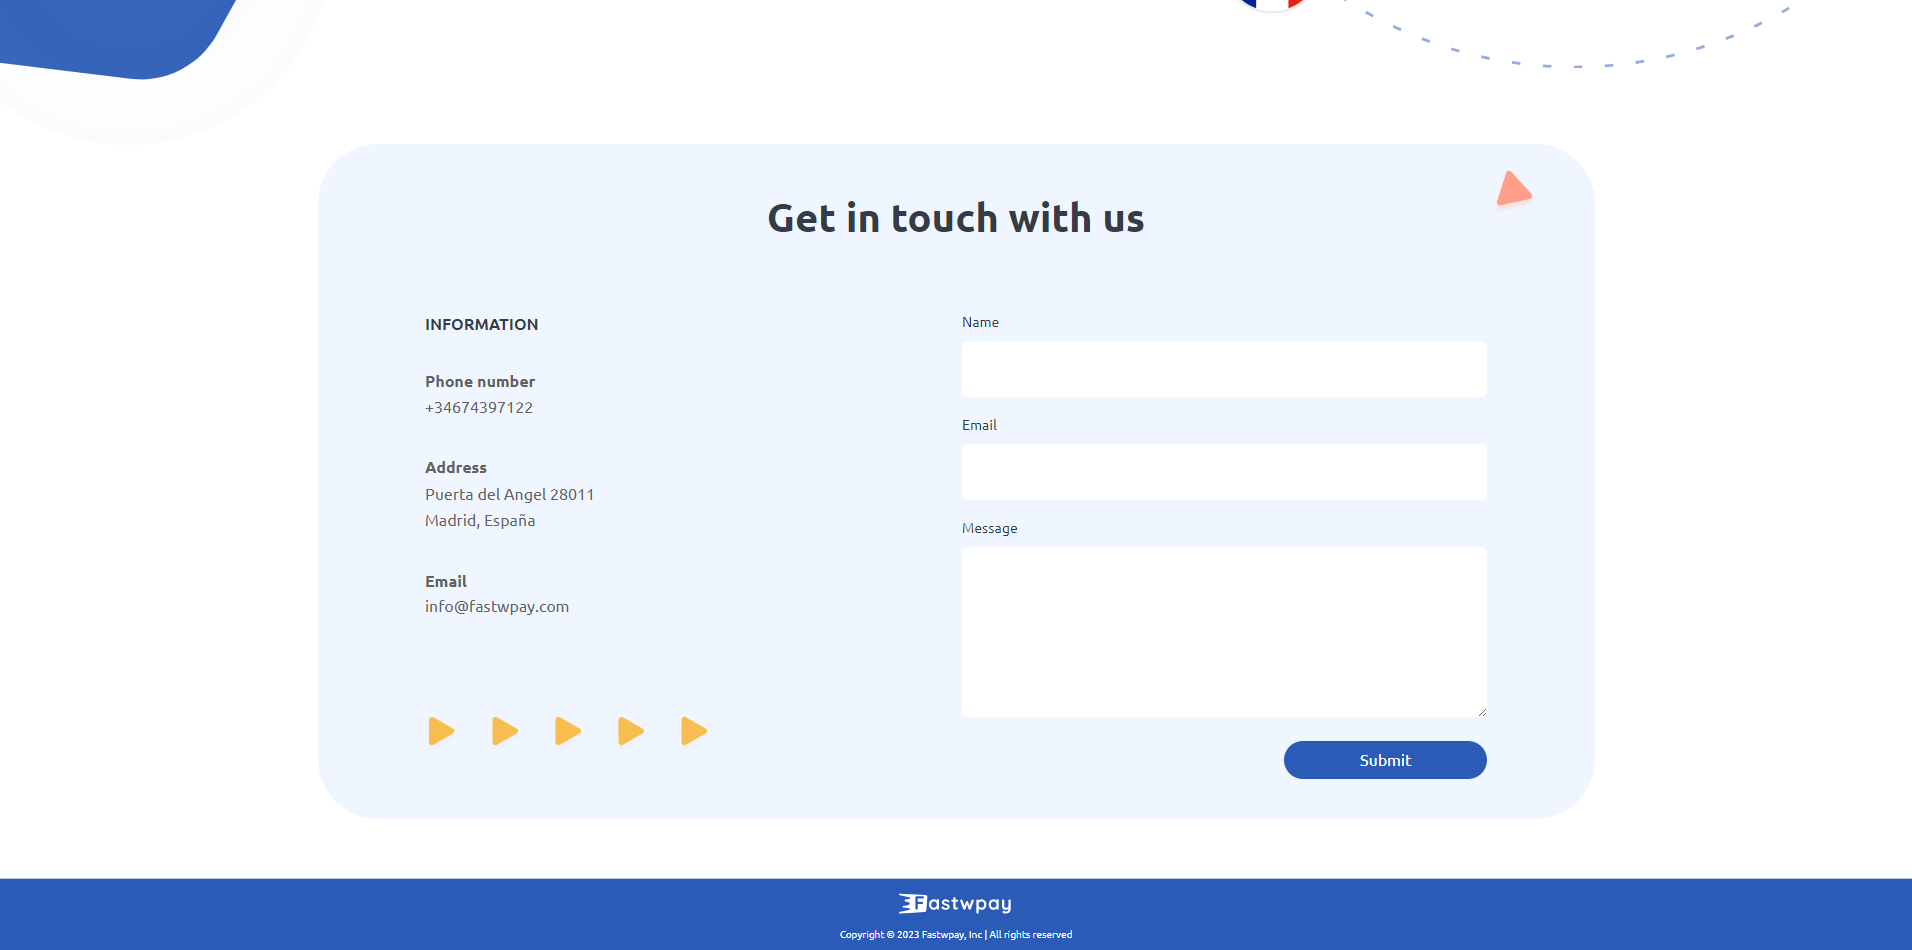 Get in touch with us
INFORMATION
Phone number
+34674397122
Address
Puerta del Angel 28011
Madrid, España
Email
info@fastwpay.com
Name
Email
Message
Submit
Fastwpay
Copyright © 2023 Fastwpay, Inc | All rights reserved